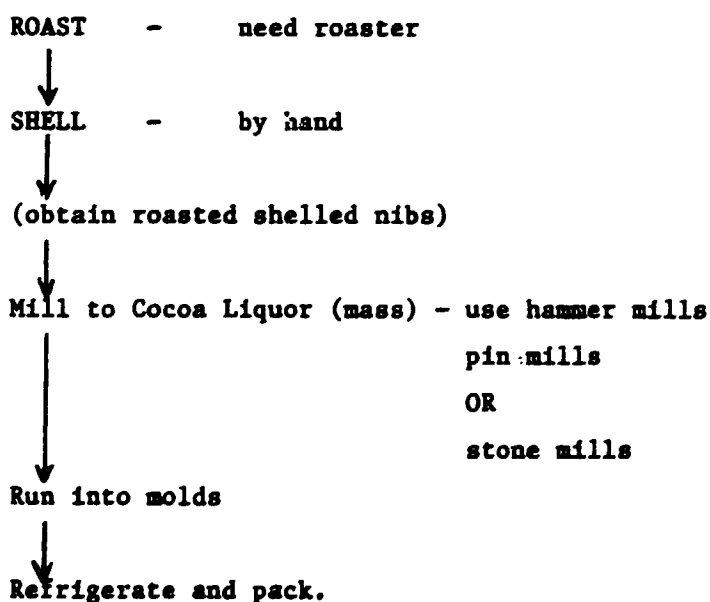 ROAST - need roaster
SHELL - by hand
(obtain roasted shelled nibs)
Mill to Cocoa Liquor (mass) - use hammer mills
pin mills
OR
stone mills
Run into molds
Refrigerate and pack.